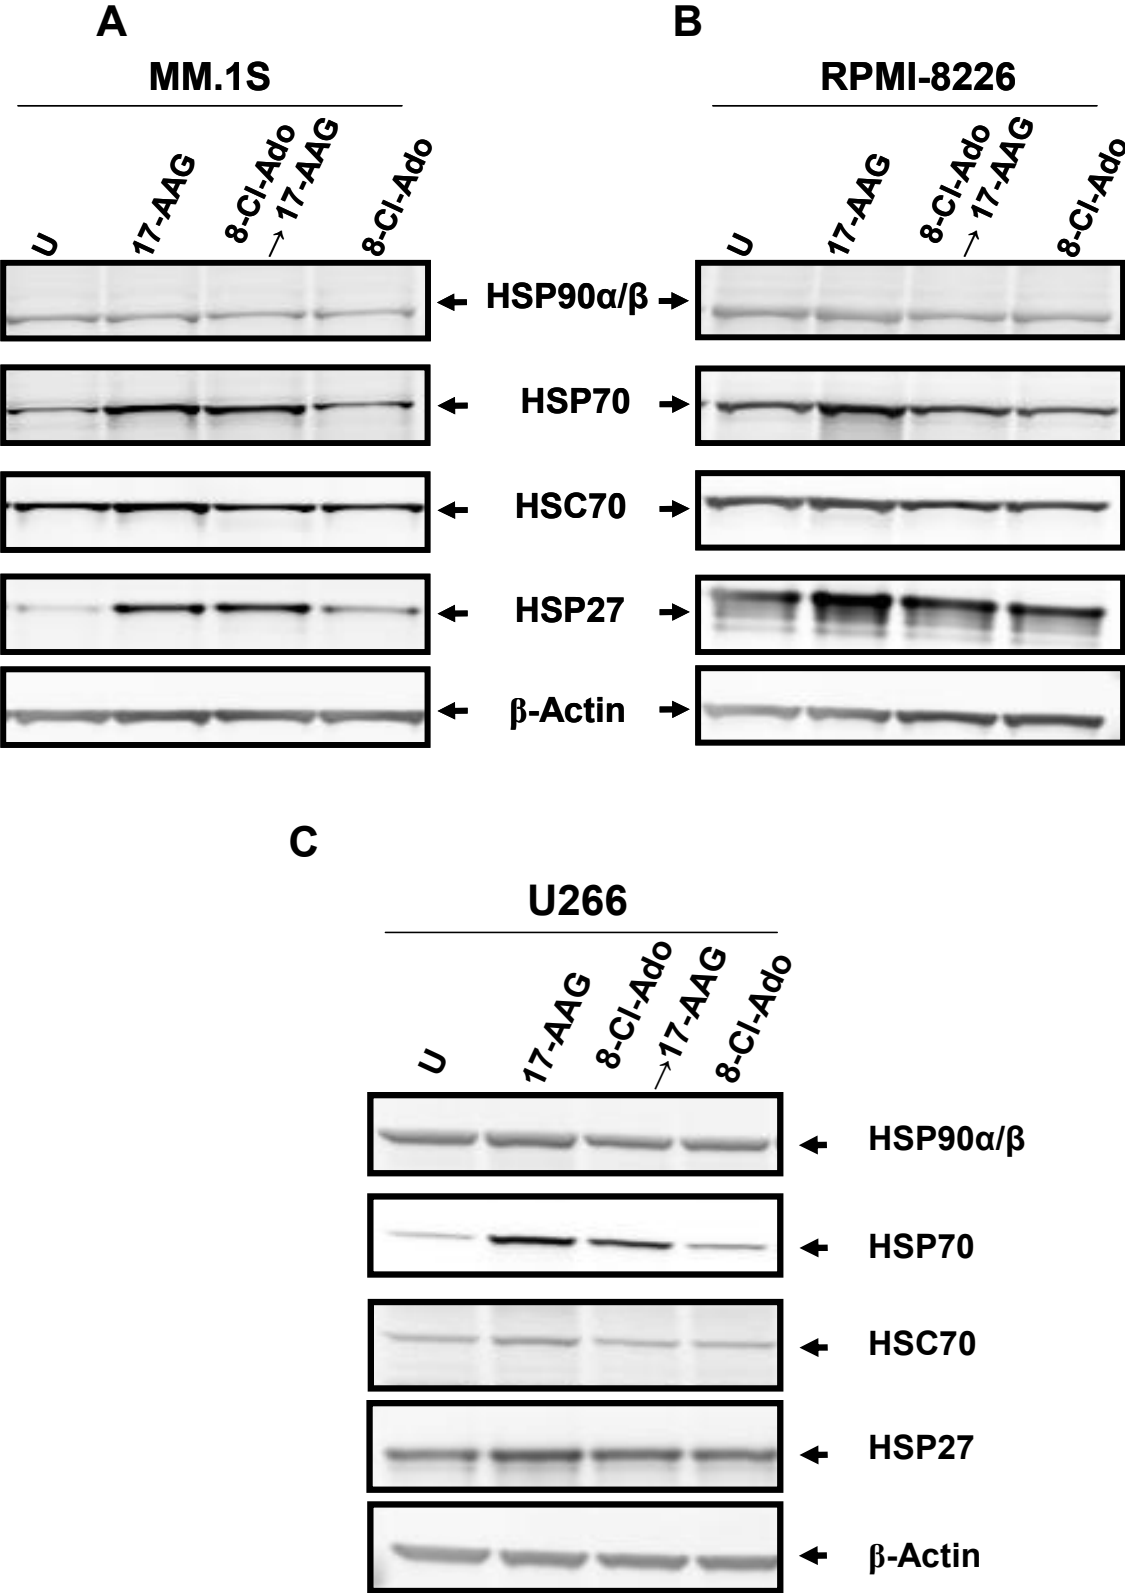 A
B
MM.1S
RPMI-8226
U
17-AAG
8-Cl-Ado
→ 17-AAG
8-Cl-Ado
U
17-AAG
8-Cl-Ado
→ 17-AAG
8-Cl-Ado
HSP90α/β
HSP70
HSC70
HSP27
β-Actin
C
U266
U
17-AAG
8-Cl-Ado
→17-AAG
8-Cl-Ado
HSP90α/β
HSP70
HSC70
HSP27
β-Actin